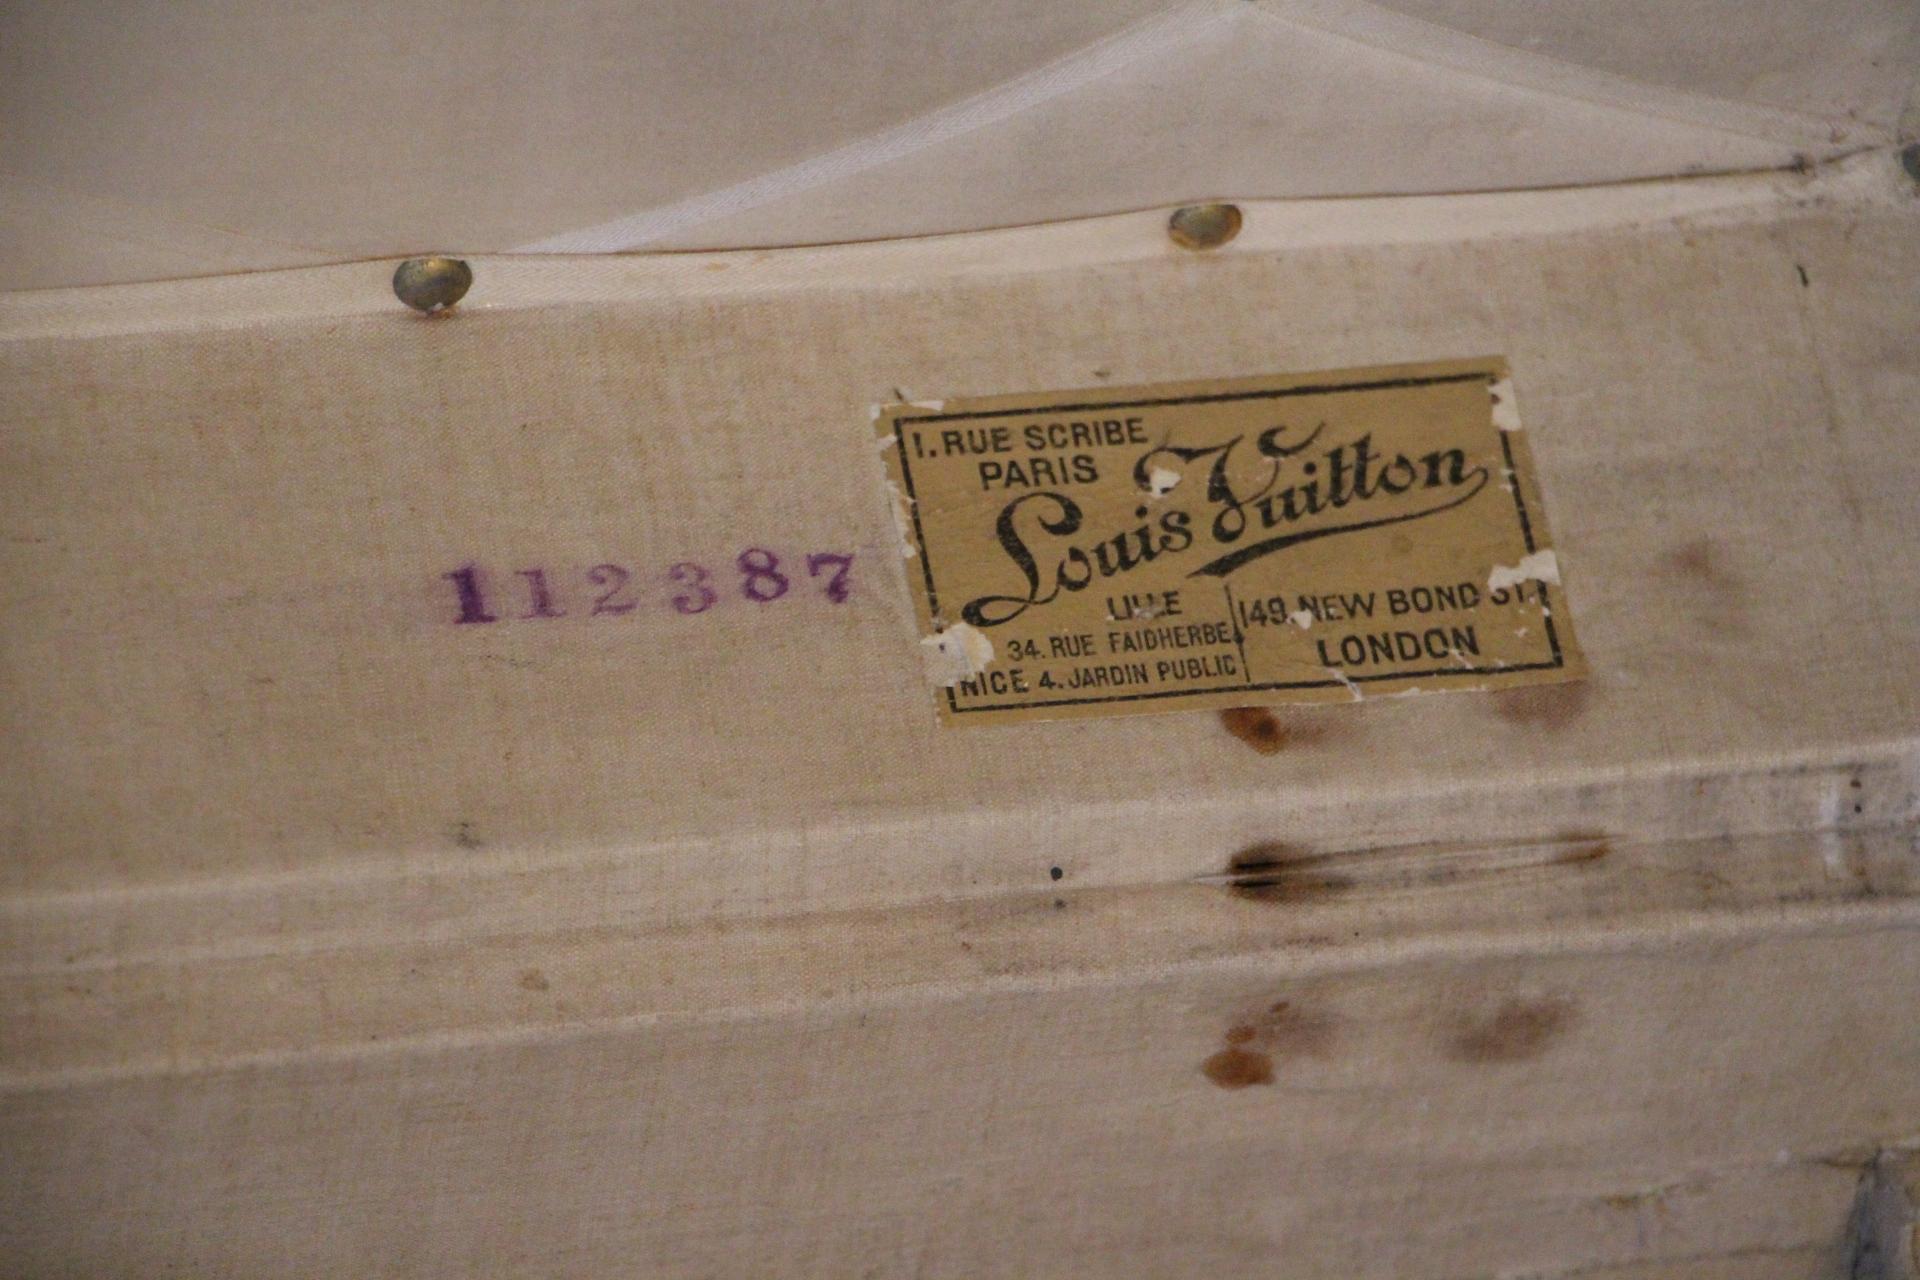 112387
1. RUE SCRIBE
PARIS
Louis Vuitton
LILLE
34. RUE FAIDHERBE
NICE 4. JARDIN PUBLIC
149. NEW BOND ST
LONDON